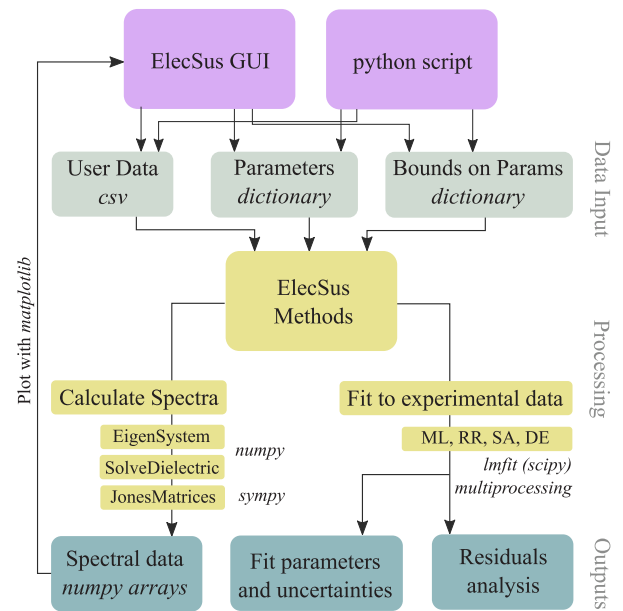 ElecSus GUI
python script
User Data
csv
Parameters
dictionary
Bounds on Params
dictionary
Data Input
ElecSus
Methods
Plot with matplotlib
Processing
Calculate Spectra
Fit to experimental data
EigenSystem
numpy
SolveDielectric
JonesMatrices
sympy
ML, RR, SA, DE
lmfit (scipy)
multiprocessing
Spectral data
numpy arrays
Fit parameters
and uncertainties
Residuals
analysis
Outputs